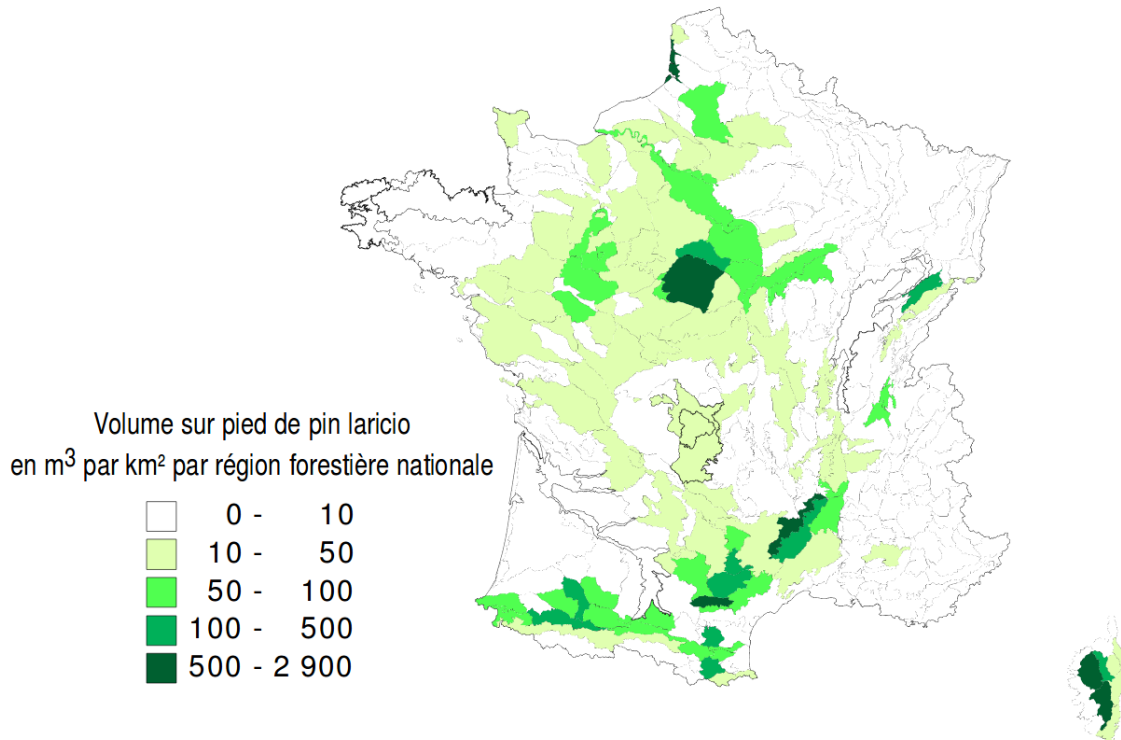 Volume sur pied de pin laricio
en m³ par km² par région forestière nationale
0 - 10
10 - 50
50 - 100
100 - 500
500 - 2 900